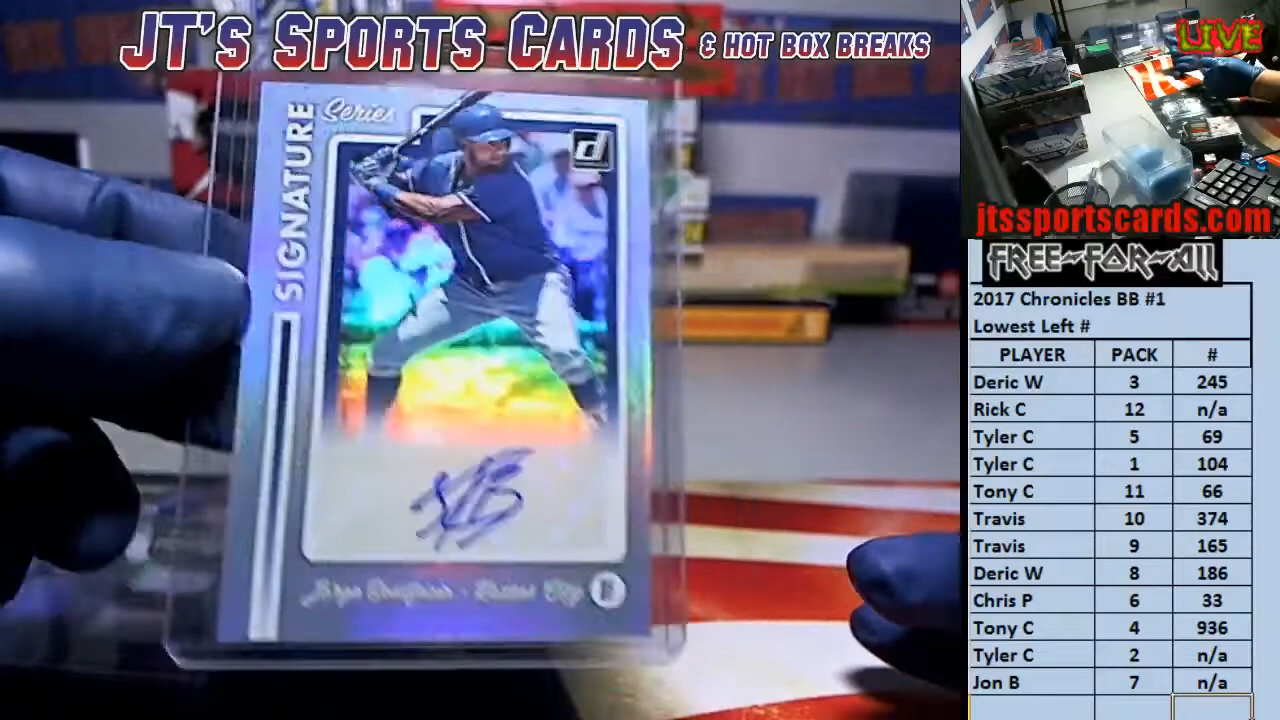 JT's SPORTS CARDS & HOT BOX BREAKS
LIVE
jtssportscards.com
SIGNATURE Series
d
FREE-FOR-All
2017 Chronicles BB #1
Lowest Left #
PLAYER PACK #
Deric W 3 245
Rick C 12 n/a
Tyler C 5 69
Tyler C 1 104
Tony C 11 66
Travis 10 374
Travis 9 165
Deric W 8 186
Chris P 6 33
Tony C 4 936
Tyler C 2 n/a
Jon B 7 n/a